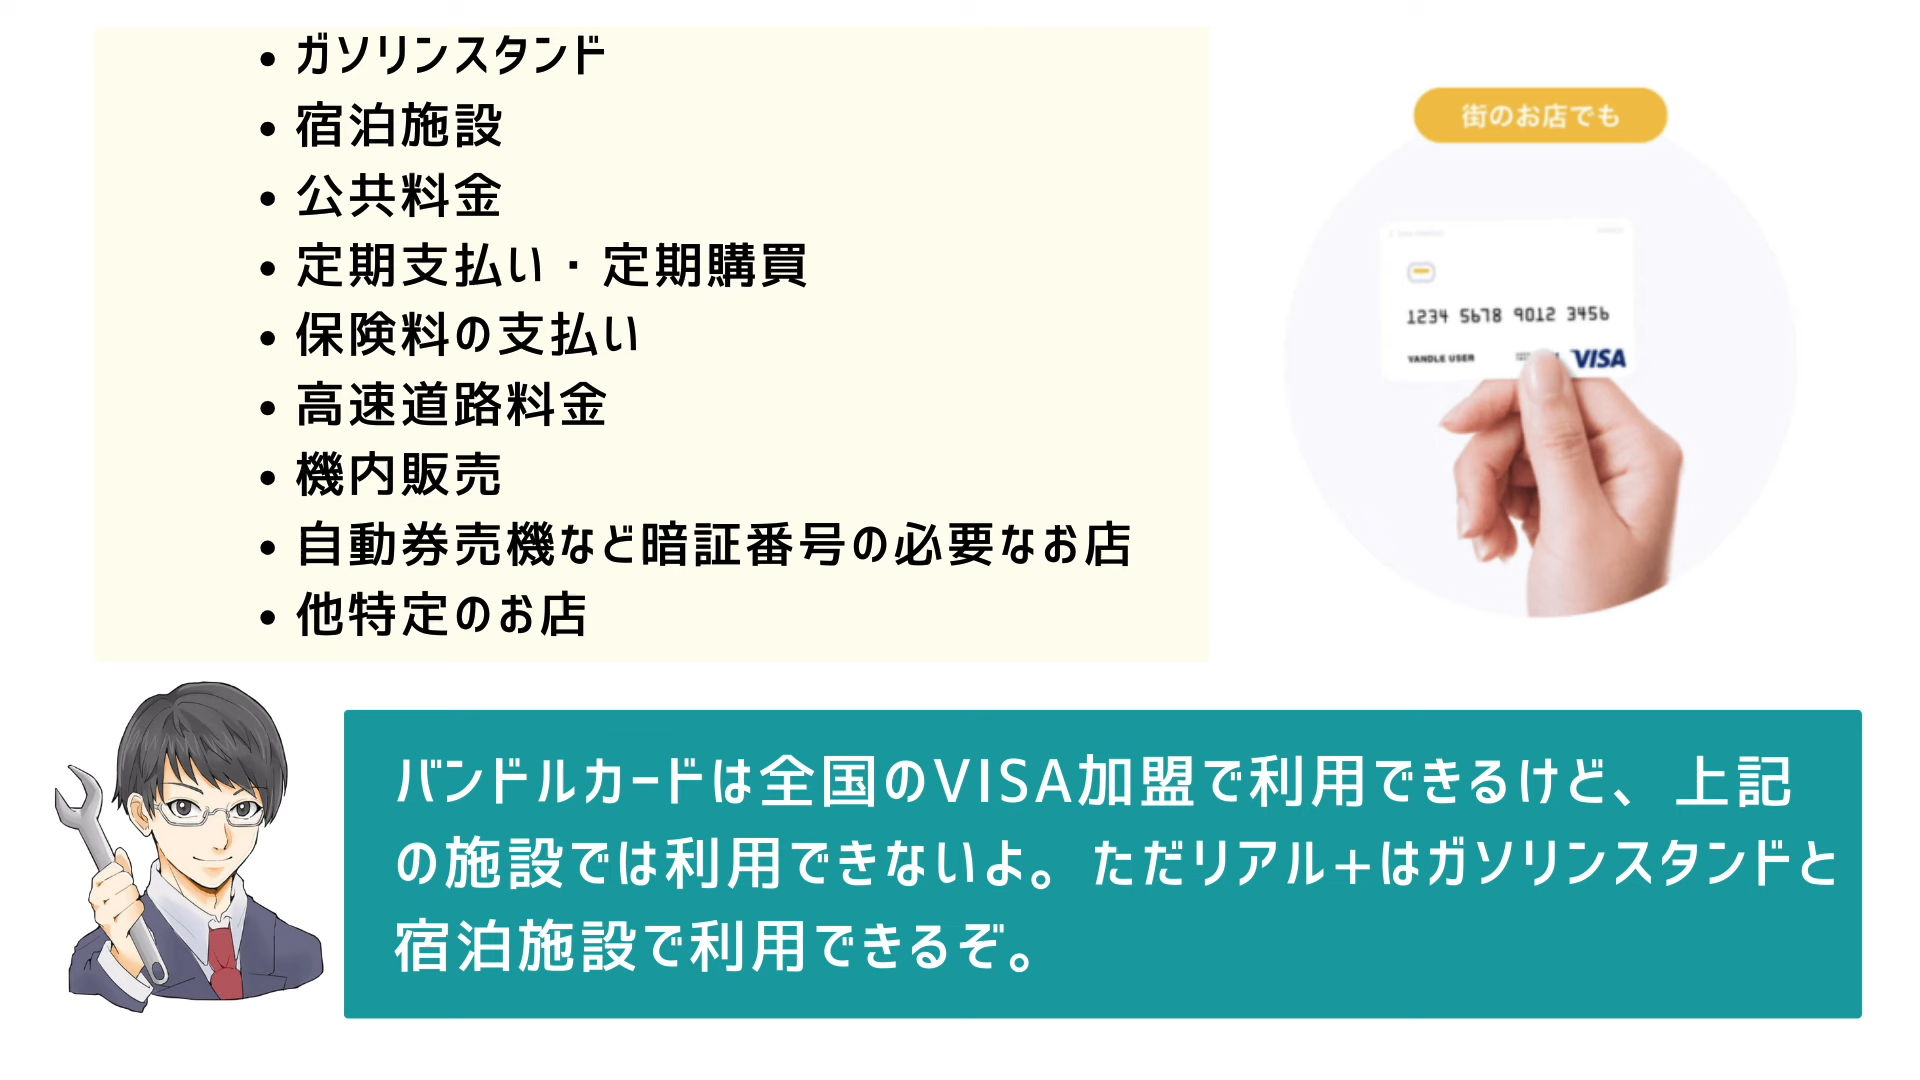 ガソリンスタンド
宿泊施設
公共料金
定期支払い・定期購買
保険料の支払い
高速道路料金
機内販売
自動券売機など暗証番号の必要なお店
他特定のお店
街のお店でも
1234 5678 9012 3456
VANDLE USER
VISA
バンドルカードは全国のVISA加盟で利用できるけど、上記
の施設では利用できないよ。ただリアル+はガソリンスタンドと
宿泊施設で利用できるぞ。